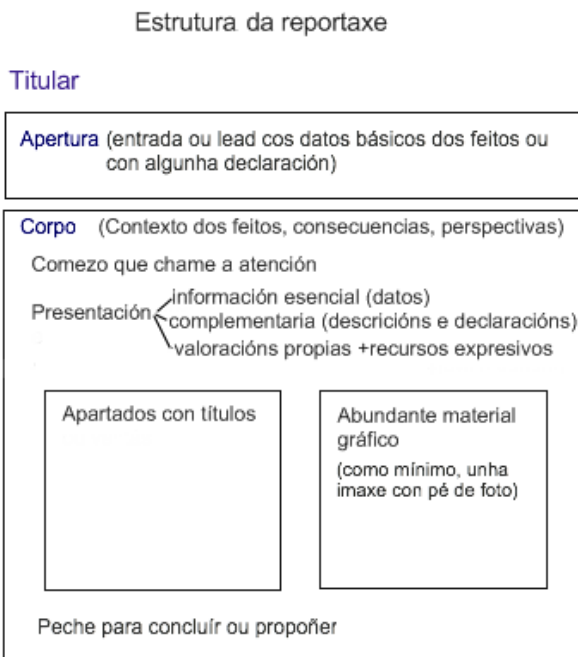 Estrutura da reportaxe
Titular
Apertura (entrada ou lead cos datos básicos dos feitos ou
con algunha declaración)
Corpo (Contexto dos feitos, consecuencias, perspectivas)
Comezo que chame a atención
Presentación
información esencial (datos)
complementaria (descricións e declaracións)
valoracións propias +recursos expresivos
Apartados con títulos
Abundante material
gráfico
(como mínimo, unha
imaxe con pé de foto)
Peche para concluír ou propoñer